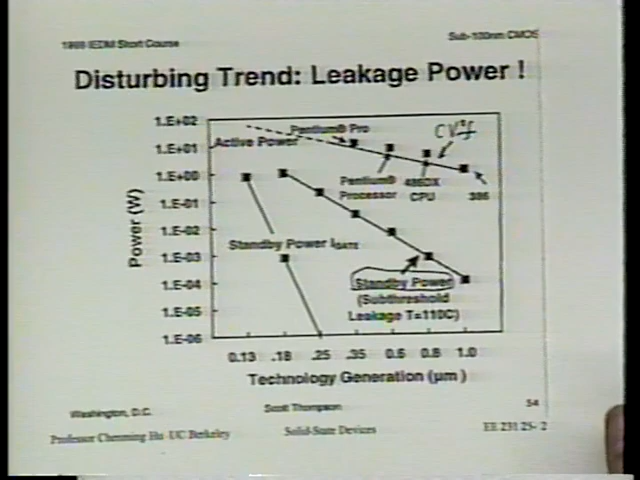 1999 IEDM Short Course
Sub-100nm CMOS
Disturbing Trend: Leakage Power !
1.E+02
1.E+01
1.E+00
1.E-01
1.E-02
1.E-03
1.E-04
1.E-05
1.E-06
Power (W)
Active Power
Pentium® Pro
CV²f
Pentium®
Processor
486DX
CPU
386
Standby Power IGATE
Standby Power
(Subthreshold
Leakage T=110C)
0.13 .18 .25 .35 0.6 0.8 1.0
Technology Generation (µm)
Washington, D.C.
Scott Thompson
54
Professor Chenming Hu UC Berkeley
Solid-State Devices
EE 231 25- 2